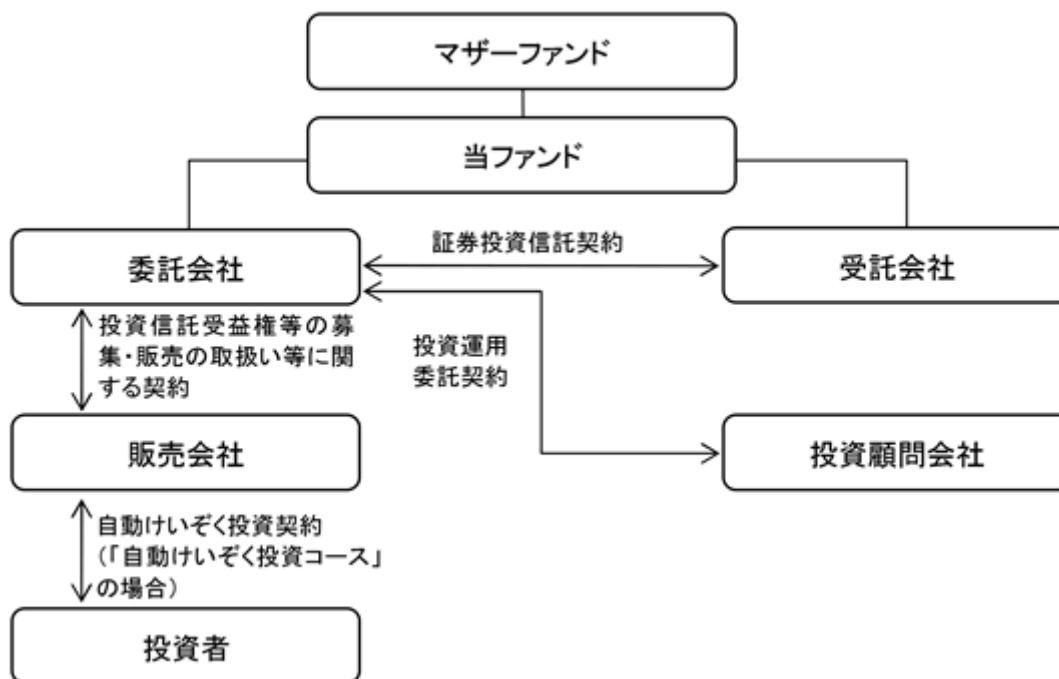 マザーファンド
当ファンド
委託会社
証券投資信託契約
受託会社
投資信託受益権等の募
集・販売の取扱い等に関
する契約
投資運用
委託契約
販売会社
投資顧問会社
自動けいぞく投資契約
(「自動けいぞく投資コース」
の場合)
投資者